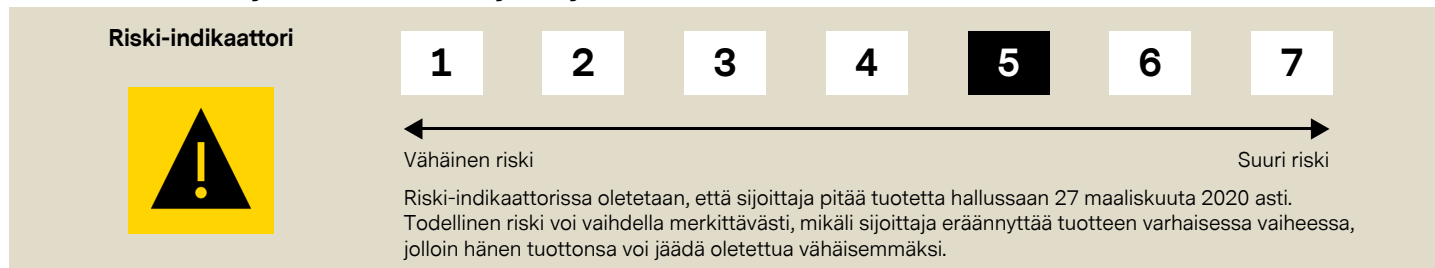 Riski-indikaattori
1 2 3 4 5 6 7
Vähäinen riski Suuri riski
Riski-indikaattorissa oletetaan, että sijoittaja pitää tuotetta hallussaan 27 maaliskuuta 2020 asti.
Todellinen riski voi vaihdella merkittävästi, mikäli sijoittaja eräännyttää tuotteen varhaisessa vaiheessa,
jolloin hänen tuottonsa voi jäädä oletettua vähäisemmäksi.